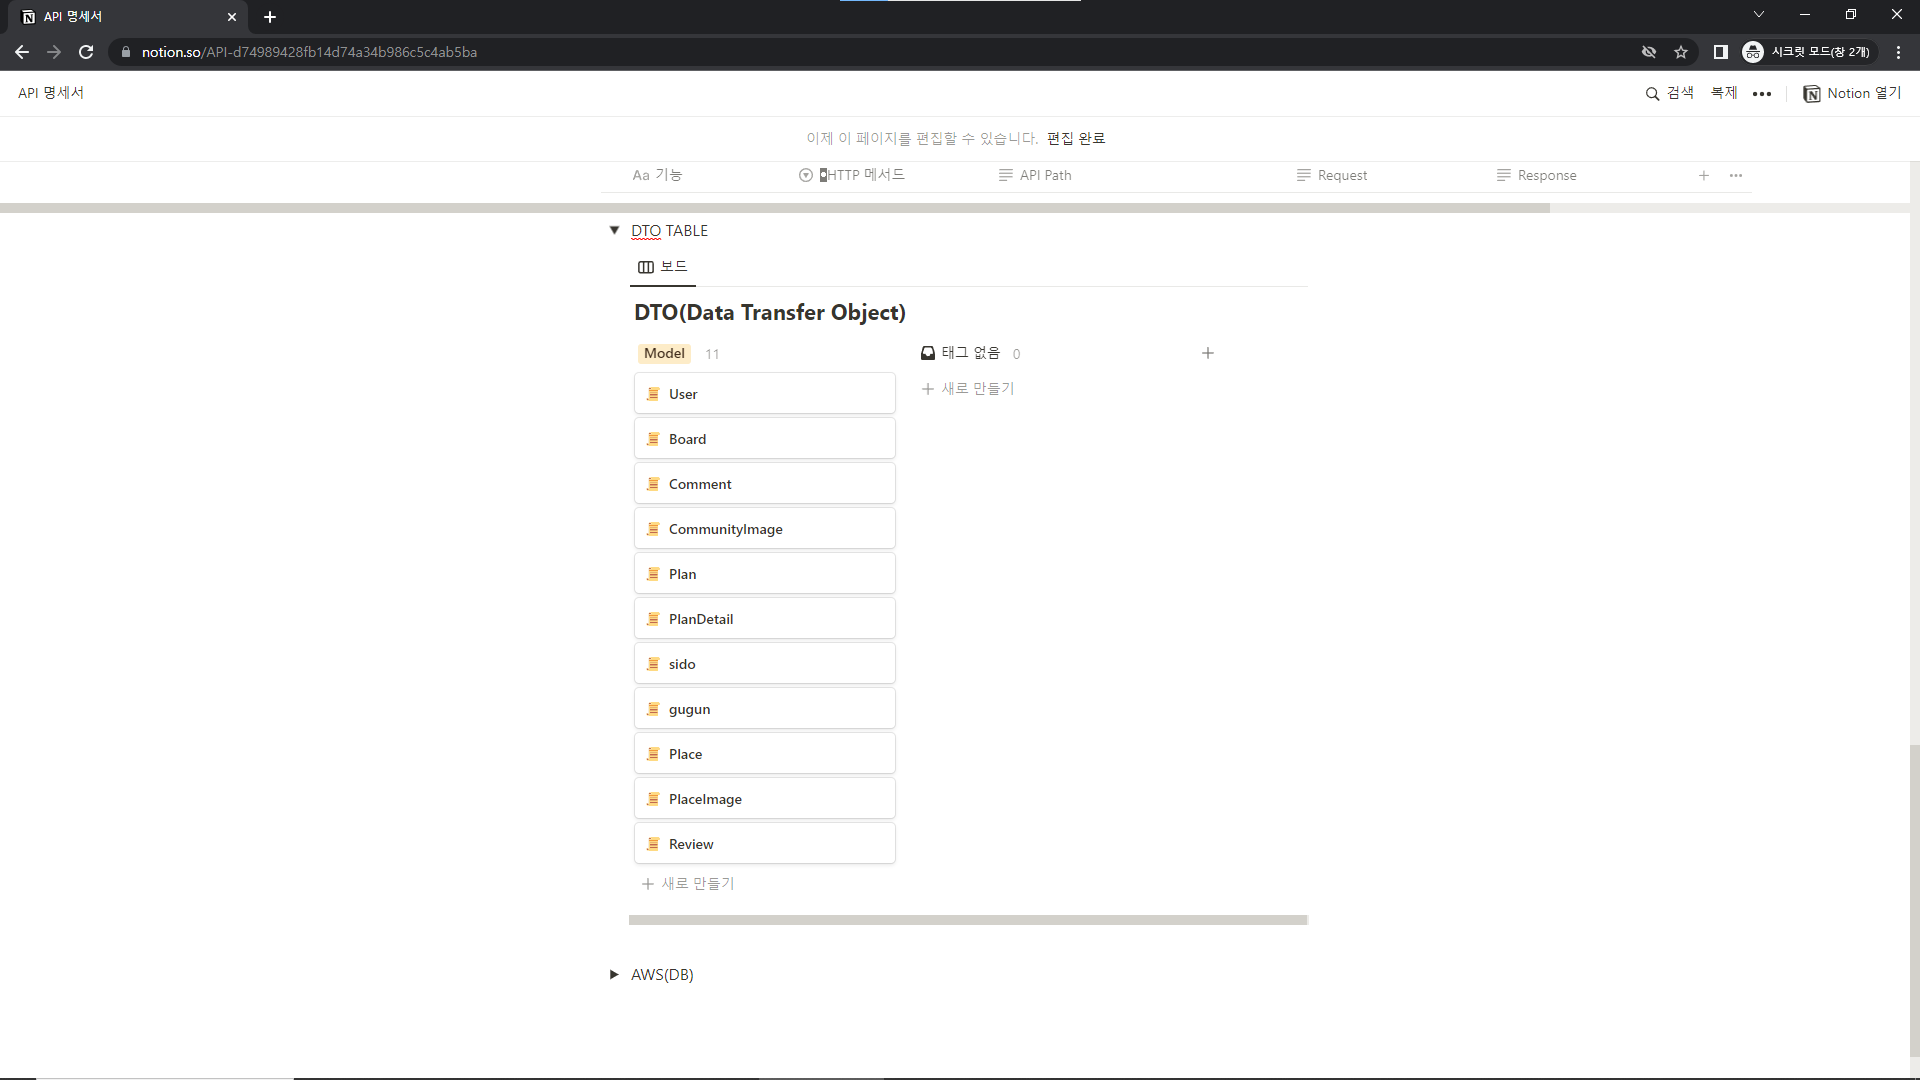 API 명세서
notion.so/API-d74989428fb14d74a34b986c5c4ab5ba
시크릿 모드(창 2개)
API 명세서
검색 복제 Notion 열기
이제 이 페이지를 편집할 수 있습니다. 편집 완료
Aa 기능 HTTP 메서드 API Path Request Response
DTO TABLE
보드
DTO(Data Transfer Object)
Model 11 태그 없음 0
새로 만들기
User
Board
Comment
CommunityImage
Plan
PlanDetail
sido
gugun
Place
PlaceImage
Review
새로 만들기
AWS(DB)